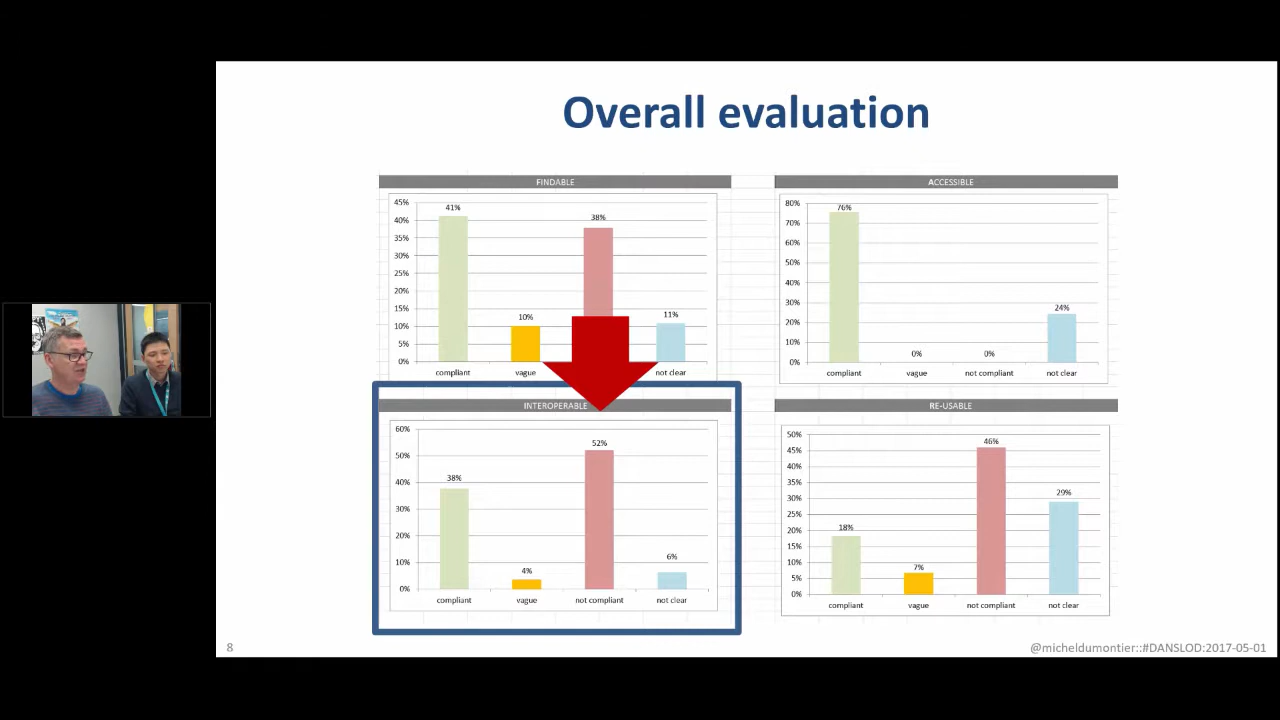 Overall evaluation
FINDABLE
45%
40%
35%
30%
25%
20%
15%
10%
5%
0%
41%
10%
38%
11%
compliant
vague
not clear
ACCESSIBLE
80%
70%
60%
50%
40%
30%
20%
10%
0%
76%
0%
0%
24%
compliant
vague
not compliant
not clear
INTEROPERABLE
60%
50%
40%
30%
20%
10%
0%
38%
4%
52%
6%
compliant
vague
not compliant
not clear
RE-USABLE
50%
45%
40%
35%
30%
25%
20%
15%
10%
5%
0%
18%
7%
46%
29%
compliant
vague
not compliant
not clear
8
@micheldumontier::#DANSLOD:2017-05-01